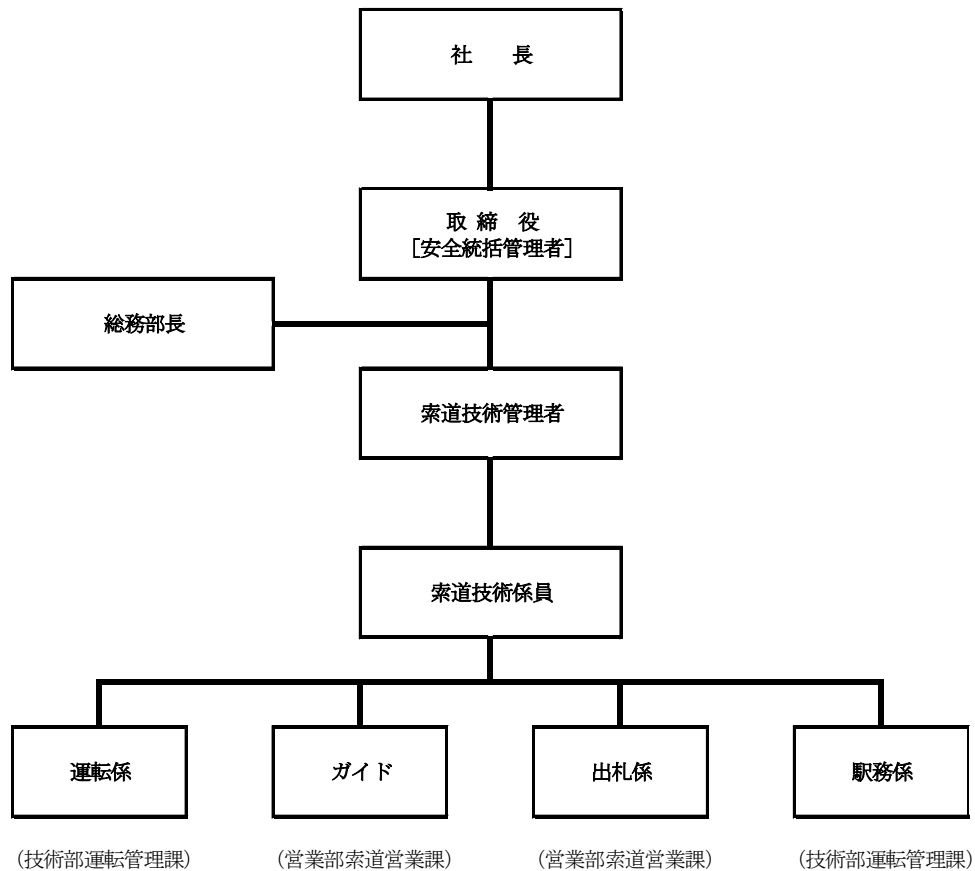 社　長
取 締 役
[安全統括管理者]
総務部長
索道技術管理者
索道技術係員
運転係
ガイド
出札係
駅務係
(技術部運転管理課)
(営業部索道営業課)
(営業部索道営業課)
(技術部運転管理課)